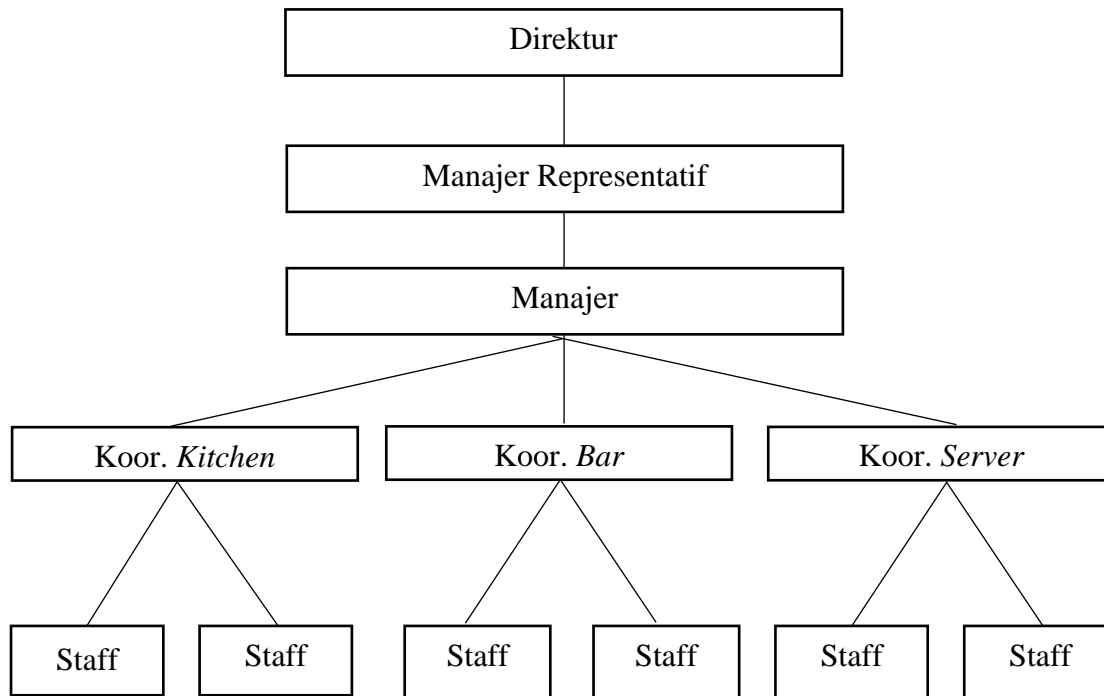 Direktur
Manajer Representatif
Manajer
Koor. Kitchen
Koor. Bar
Koor. Server
Staff
Staff
Staff
Staff
Staff
Staff